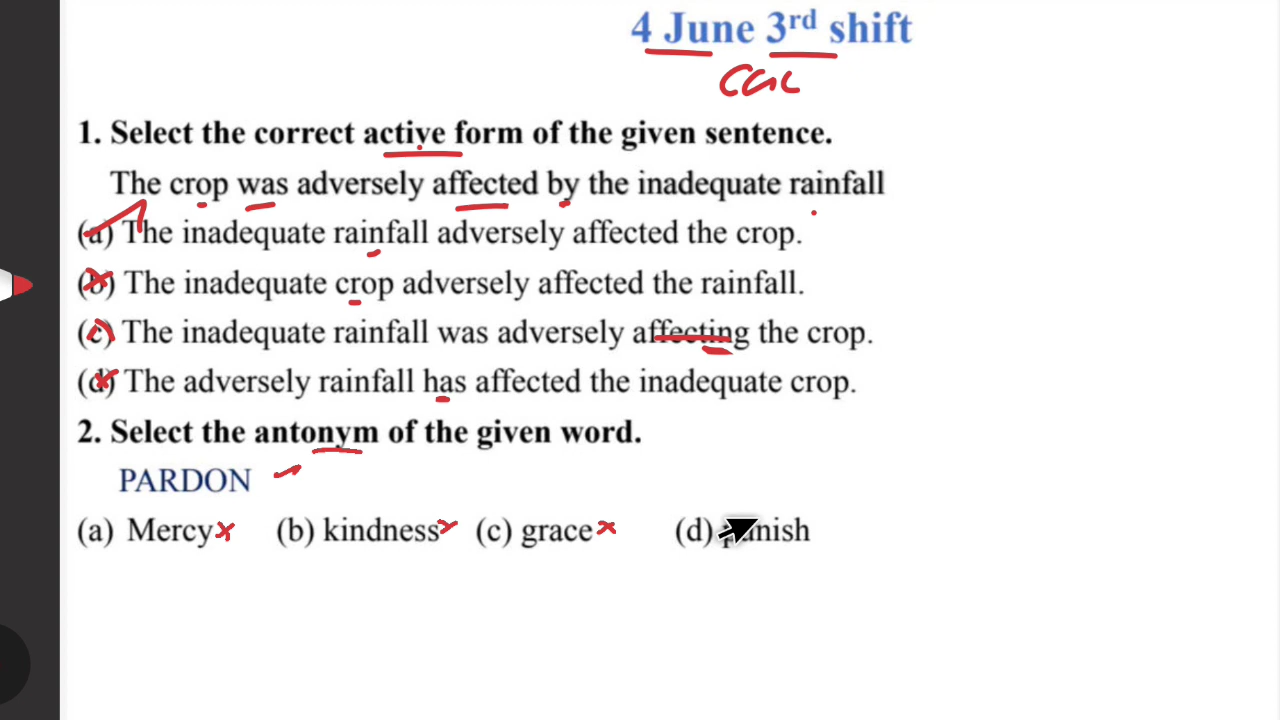 4 June 3rd shift
1. Select the correct active form of the given sentence.
The crop was adversely affected by the inadequate rainfall
(a) The inadequate rainfall adversely affected the crop.
(b) The inadequate crop adversely affected the rainfall.
(c) The inadequate rainfall was adversely affecting the crop.
(d) The adversely rainfall has affected the inadequate crop.
2. Select the antonym of the given word.
PARDON
(a) Mercy (b) kindness (c) grace (d) punish